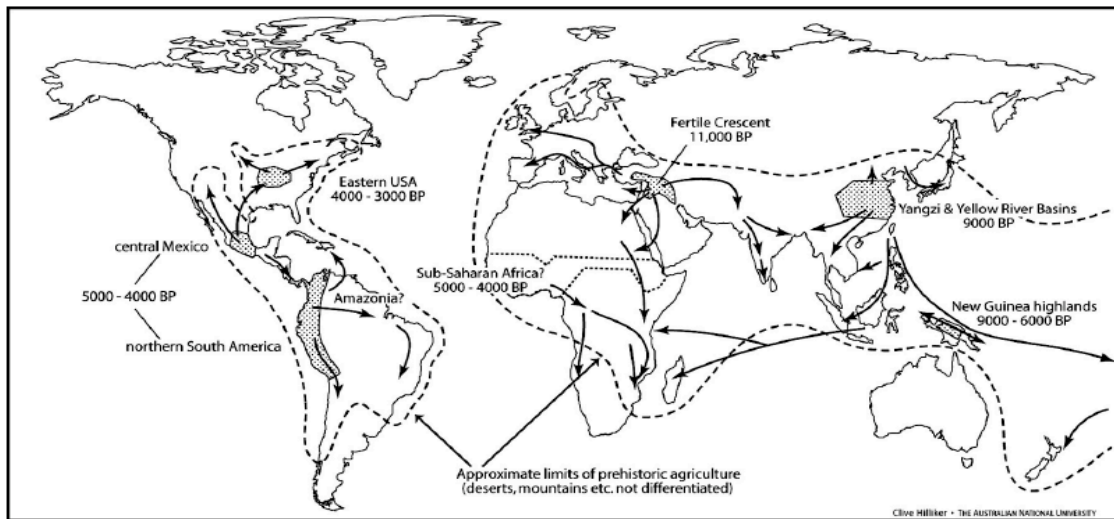 Fertile Crescent
11,000 BP
Eastern USA
4000 - 3000 BP
Yangzi & Yellow River Basins
9000 BP
central Mexico
5000 - 4000 BP
northern South America
Amazonia?
Sub-Saharan Africa?
5000 - 4000 BP
New Guinea highlands
9000 - 6000 BP
Approximate limits of prehistoric agriculture
(deserts, mountains etc. not differentiated)
Clive Hilliker • THE AUSTRALIAN NATIONAL UNIVERSITY